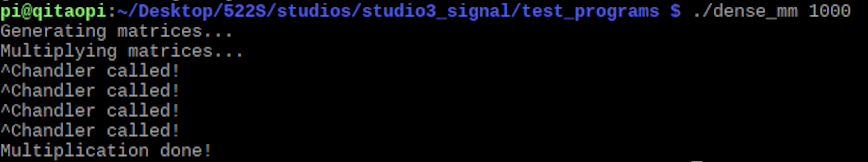 pi@qitaopi:~/Desktop/522S/studios/studio3_signal/test_programs $ ./dense_mm 1000
Generating matrices...
Multiplying matrices...
^Chandler called!
^Chandler called!
^Chandler called!
^Chandler called!
Multiplication done!